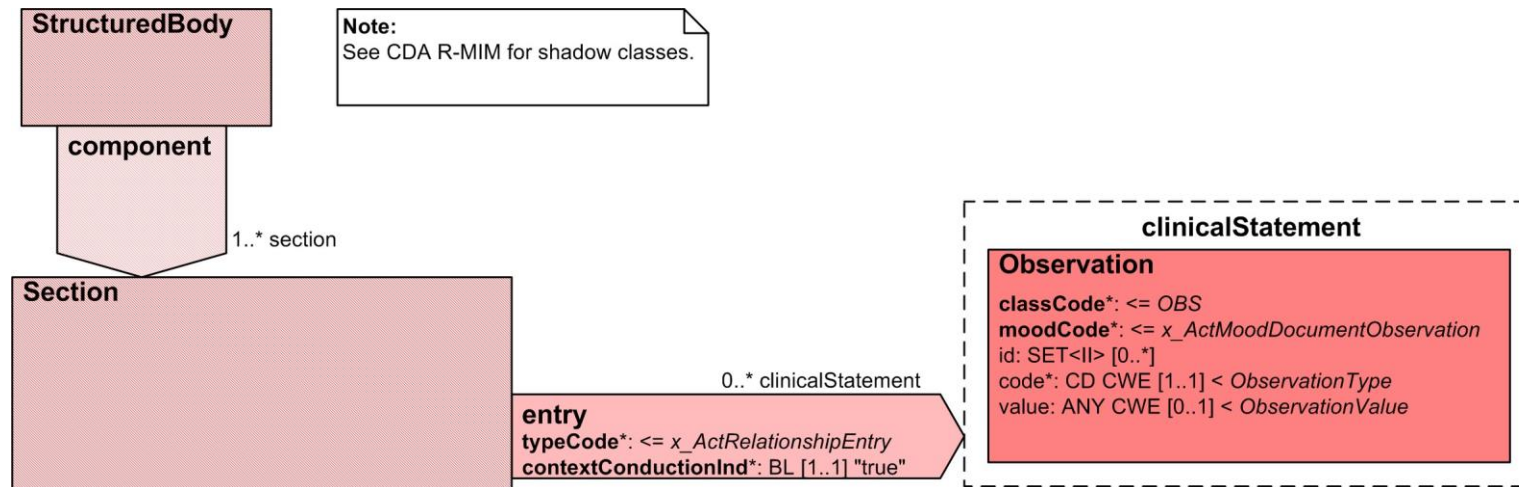 StructuredBody
Note:
See CDA R-MIM for shadow classes.
component
1..* section
Section
0..* clinicalStatement
entry
typeCode*: <= x_ActRelationshipEntry
contextConductionInd*: BL [1..1] "true"
clinicalStatement
Observation
classCode*: <= OBS
moodCode*: <= x_ActMoodDocumentObservation
id: SET<II> [0..*]
code*: CD CWE [1..1] < ObservationType
value: ANY CWE [0..1] < ObservationValue